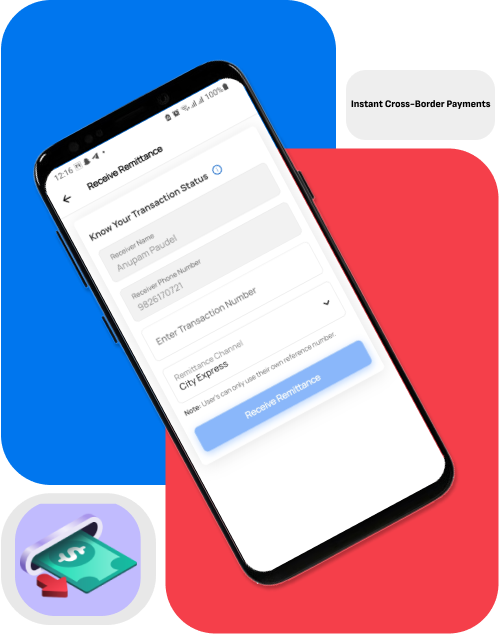 Instant Cross-Border Payments
12:16
100%
Receive Remittance
Know Your Transaction Status
Receiver Name
Anupam Paudel
Receiver Phone Number
9826170721
Enter Transaction Number
Remittance Channel
City Express
Note: User's can only use their own reference number.
Receive Remittance